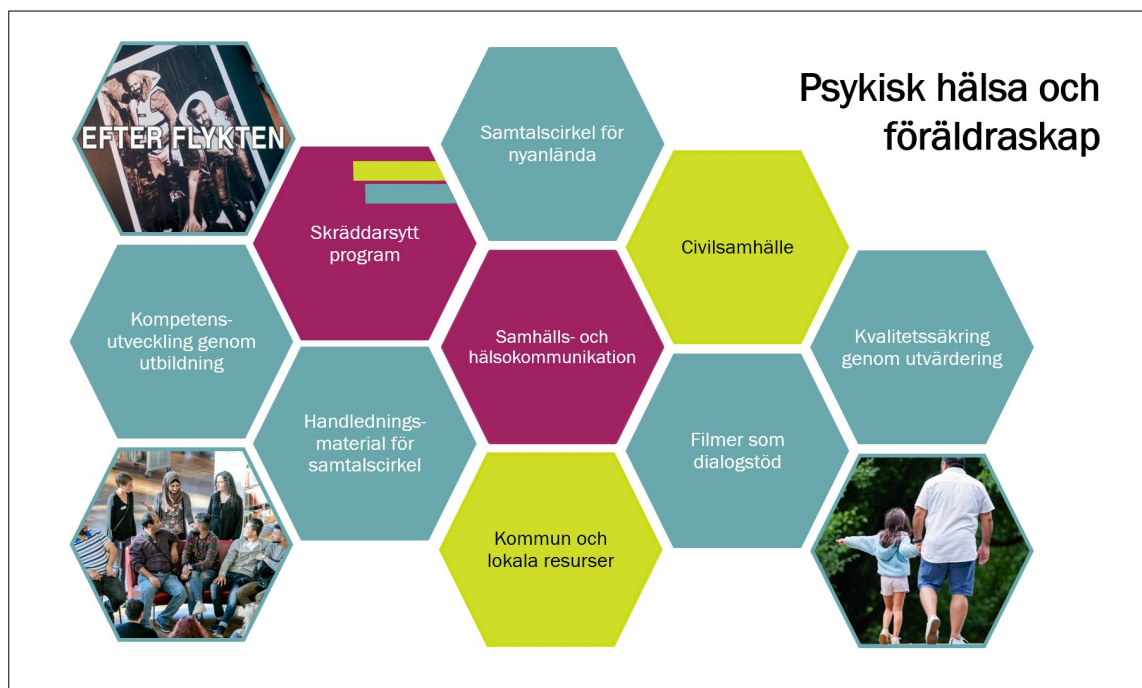 Psykisk hälsa och
föräldraskap
EFTER FLYKTEN
Samtalscirkel för
nyanlända
Skräddarsytt
program
Civilsamhälle
Kompetens-
utveckling genom
utbildning
Samhälls- och
hälsokommunikation
Kvalitetssäkring
genom utvärdering
Handlednings-
material för
samtalscirkel
Filmer som
dialogstöd
Kommun och
lokala resurser